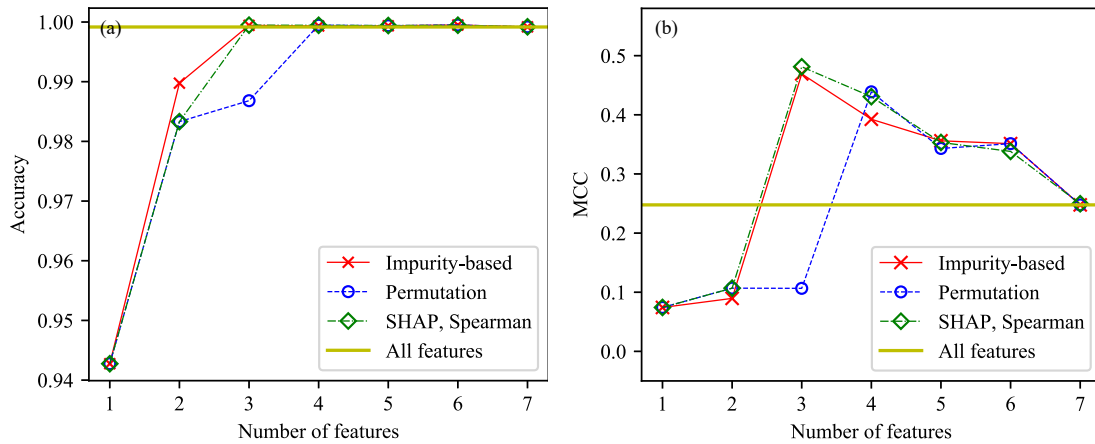 (a)
Accuracy
1.00
0.99
0.98
0.97
0.96
0.95
0.94
1 2 3 4 5 6 7
Number of features
Impurity-based
Permutation
SHAP, Spearman
All features
(b)
MCC
0.5
0.4
0.3
0.2
0.1
0.0
1 2 3 4 5 6 7
Number of features
Impurity-based
Permutation
SHAP, Spearman
All features